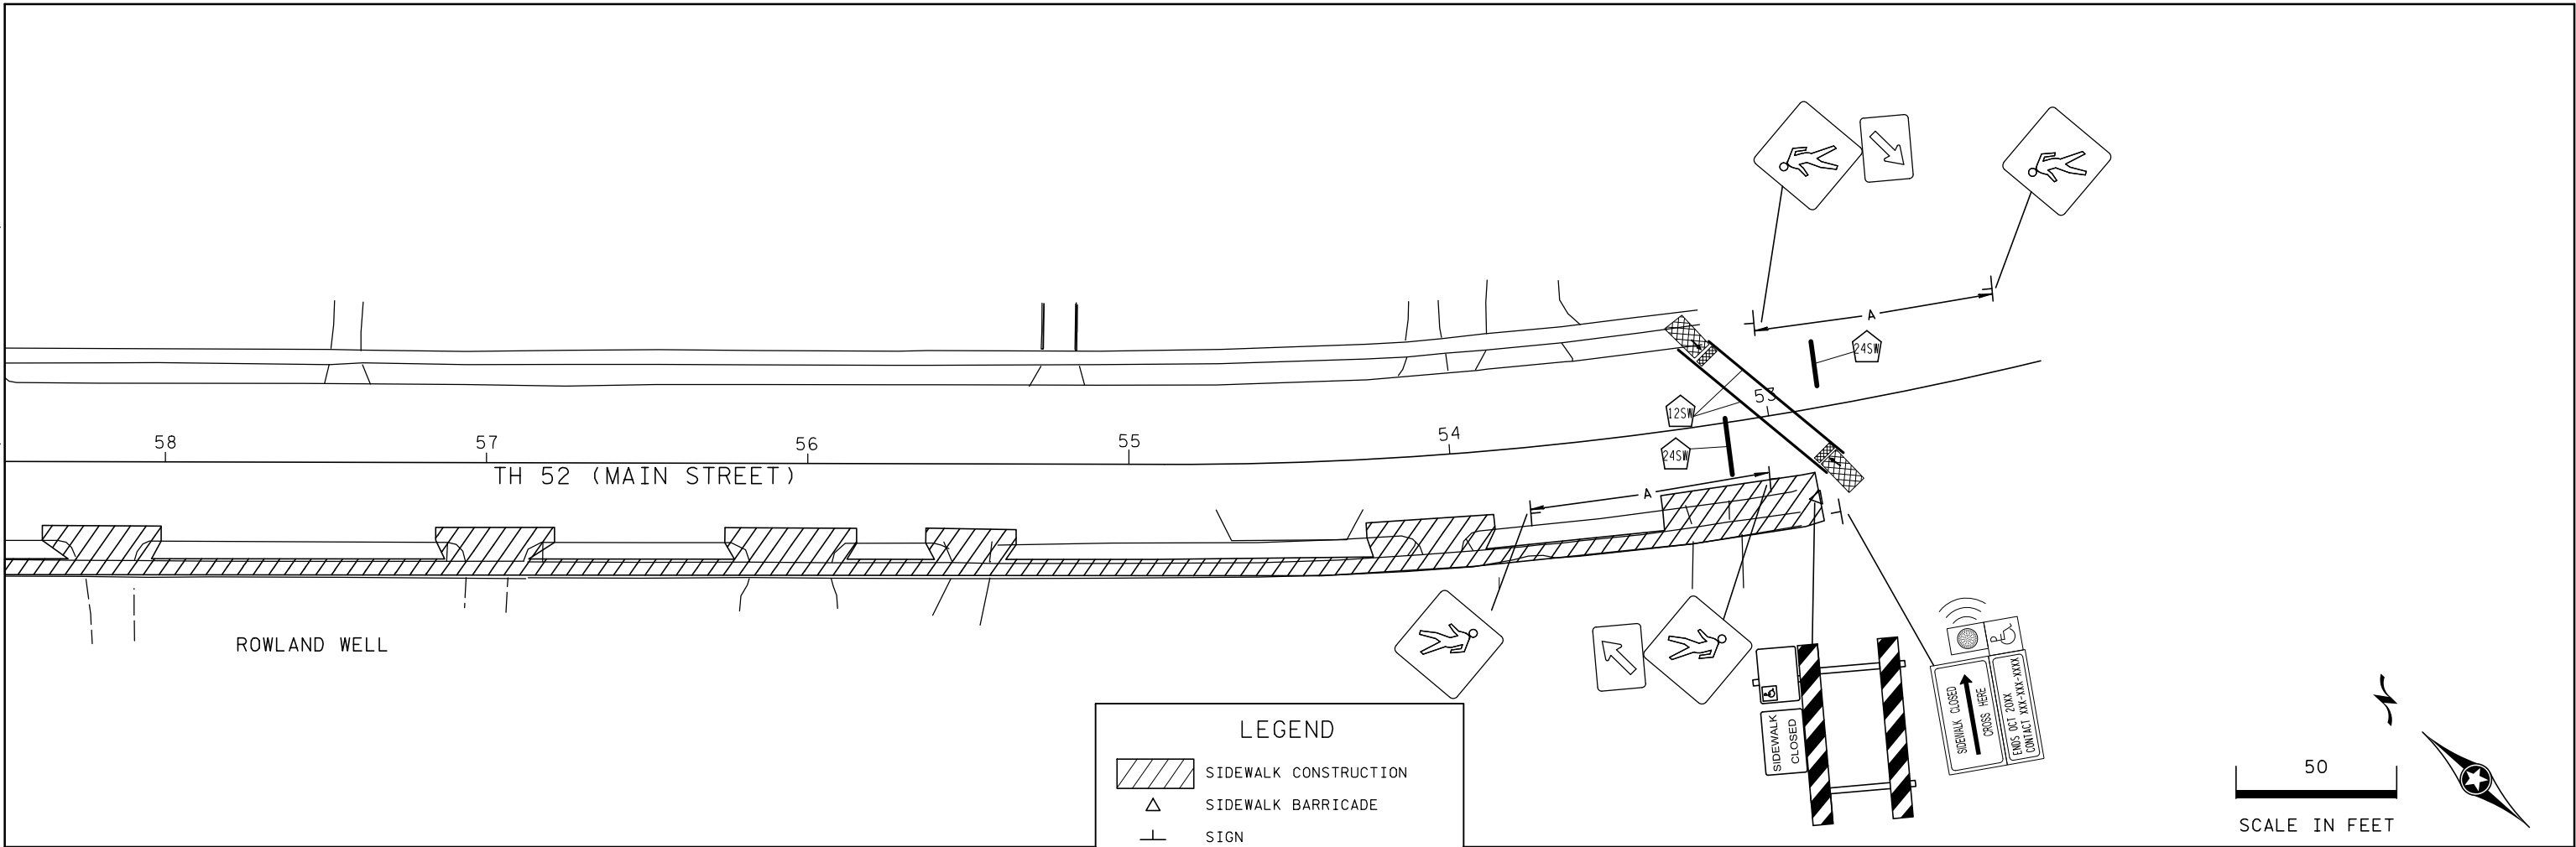 24SW
A
12SW
53
58
57
56
55
54
24SW
TH 52 (MAIN STREET)
A
ROWLAND WELL
SIDEWALK
CLOSED
SIDEWALK CLOSED
CROSS HERE
ENDS OCT 20XX
CONTACT XXX-XXX-XXXX
P
LEGEND
SIDEWALK CONSTRUCTION
SIDEWALK BARRICADE
SIGN
50
SCALE IN FEET